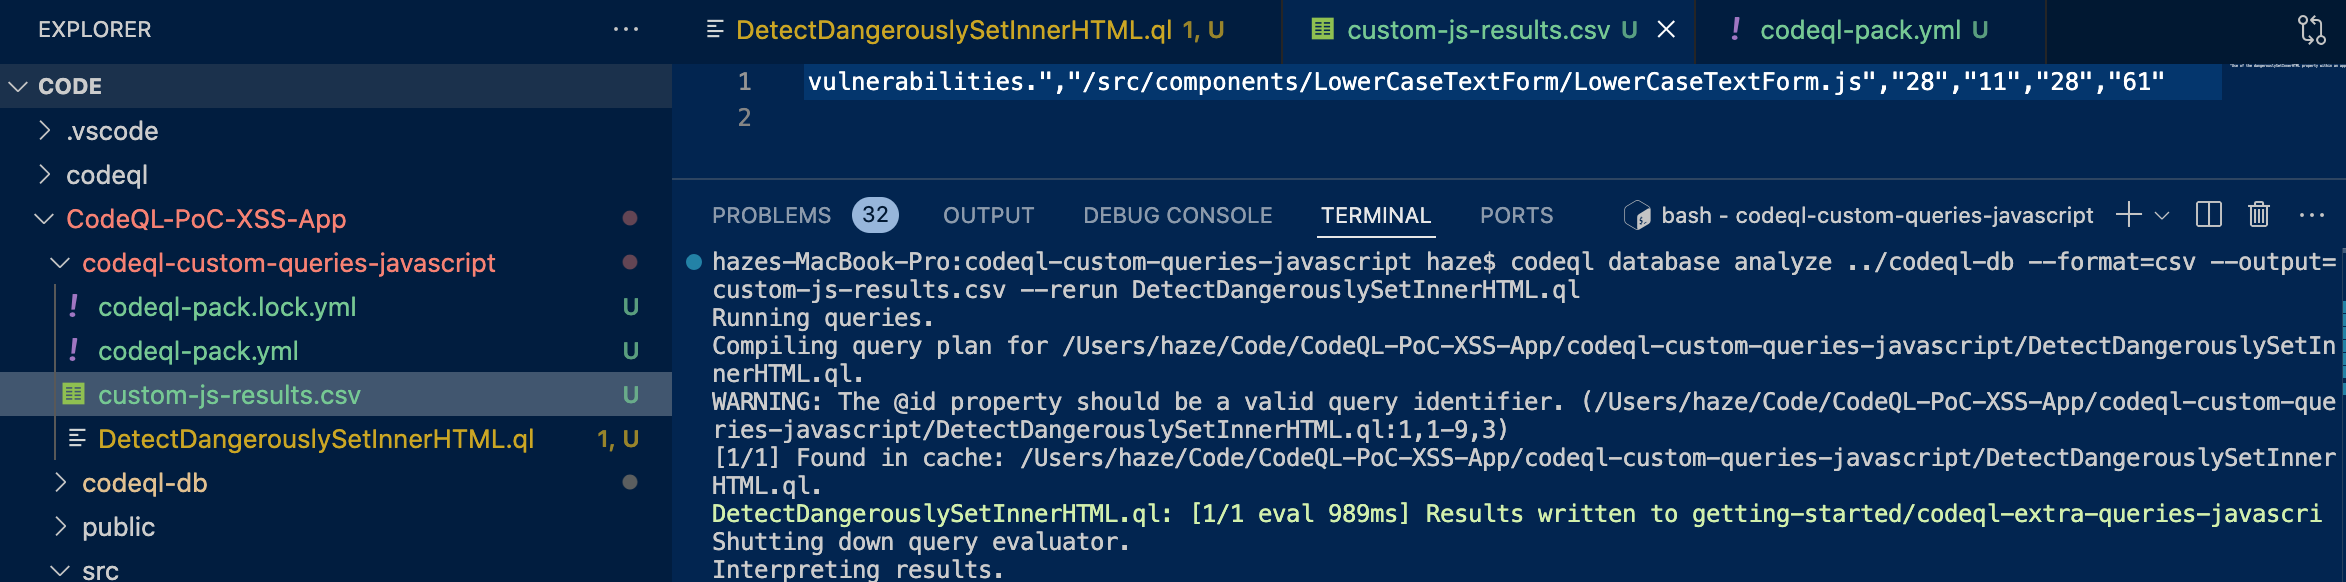 EXPLORER
CODE
.vscode
codeql
CodeQL-PoC-XSS-App
codeql-custom-queries-javascript
codeql-pack.lock.yml U
codeql-pack.yml U
custom-js-results.csv U
DetectDangerouslySetInnerHTML.ql 1, U
codeql-db
public
src
DetectDangerouslySetInnerHTML.ql 1, U
custom-js-results.csv U
codeql-pack.yml U
1 vulnerabilities.","/src/components/LowerCaseTextForm/LowerCaseTextForm.js","28","11","28","61"
2
PROBLEMS 32 OUTPUT DEBUG CONSOLE TERMINAL PORTS bash - codeql-custom-queries-javascript
hazes-MacBook-Pro:codeql-custom-queries-javascript haze$ codeql database analyze ../codeql-db --format=csv --output=
custom-js-results.csv --rerun DetectDangerouslySetInnerHTML.ql
Running queries.
Compiling query plan for /Users/haze/Code/CodeQL-PoC-XSS-App/codeql-custom-queries-javascript/DetectDangerouslySetIn
nerHTML.ql.
WARNING: The @id property should be a valid query identifier. (/Users/haze/Code/CodeQL-PoC-XSS-App/codeql-custom-que
ries-javascript/DetectDangerouslySetInnerHTML.ql:1,1-9,3)
[1/1] Found in cache: /Users/haze/Code/CodeQL-PoC-XSS-App/codeql-custom-queries-javascript/DetectDangerouslySetInner
HTML.ql.
DetectDangerouslySetInnerHTML.ql: [1/1 eval 989ms] Results written to getting-started/codeql-extra-queries-javascri
Shutting down query evaluator.
Interpreting results.